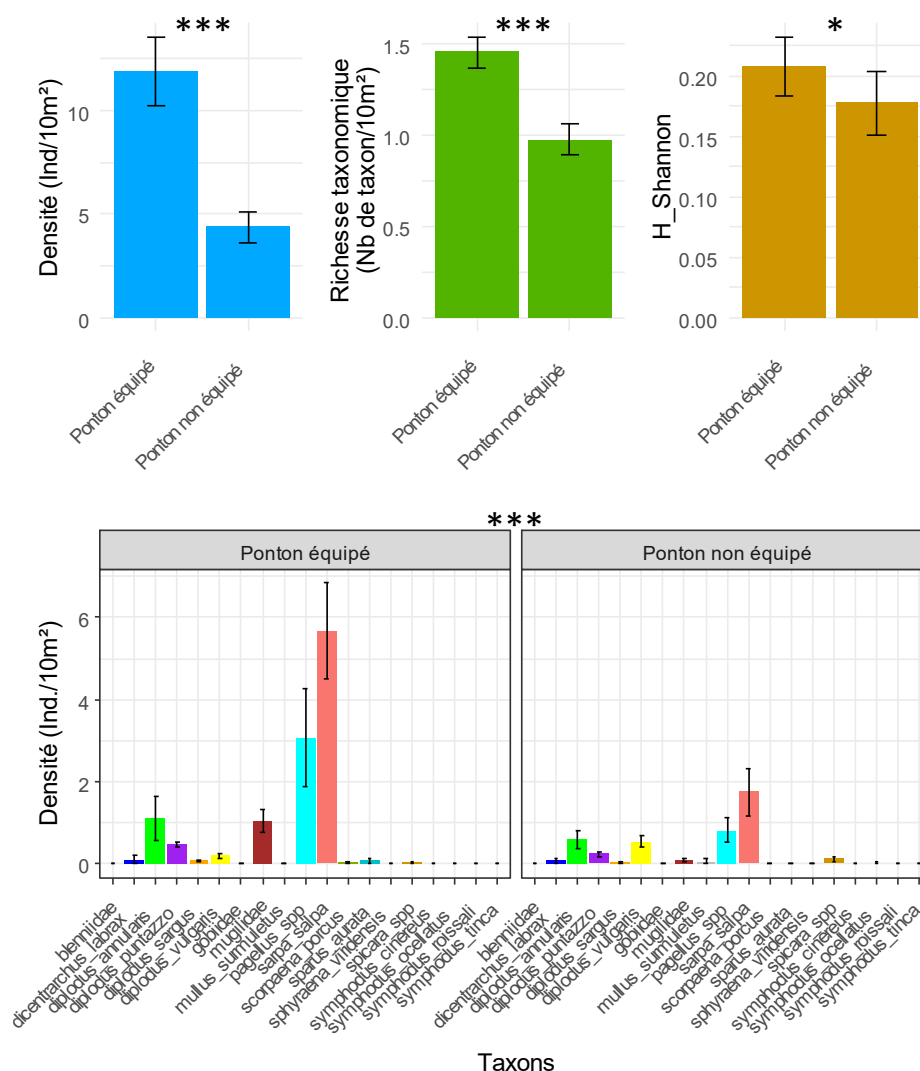 ***
***
*
Densité (Ind/10m²)
10
5
0
Ponton équipé
Ponton non équipé
Richesse taxonomique
(Nb de taxon/10m²)
1.5
1.0
0.5
0.0
Ponton équipé
Ponton non équipé
H_Shannon
0.20
0.15
0.10
0.05
0.00
Ponton équipé
Ponton non équipé
***
Ponton équipé
Ponton non équipé
Densité (Ind./10m²)
6
4
2
0
blenniidae
dicentrarchus_labrax
diplodus_annularis
diplodus_puntazzo
diplodus_sargus
diplodus_vulgaris
gobiidae
mugilidae
mullus_surmuletus
pagellus_spp
sarpa_salpa
scorpaena_porcus
sparus_aurata
sphyraena_viridensis
spicara_spp
symphodus_cinereus
symphodus_ocellatus
symphodus_roissali
symphodus_tinca
blenniidae
dicentrarchus_labrax
diplodus_annularis
diplodus_puntazzo
diplodus_sargus
diplodus_vulgaris
gobiidae
mugilidae
mullus_surmuletus
pagellus_spp
sarpa_salpa
scorpaena_porcus
sparus_aurata
sphyraena_viridensis
spicara_spp
symphodus_cinereus
symphodus_ocellatus
symphodus_roissali
symphodus_tinca
Taxons